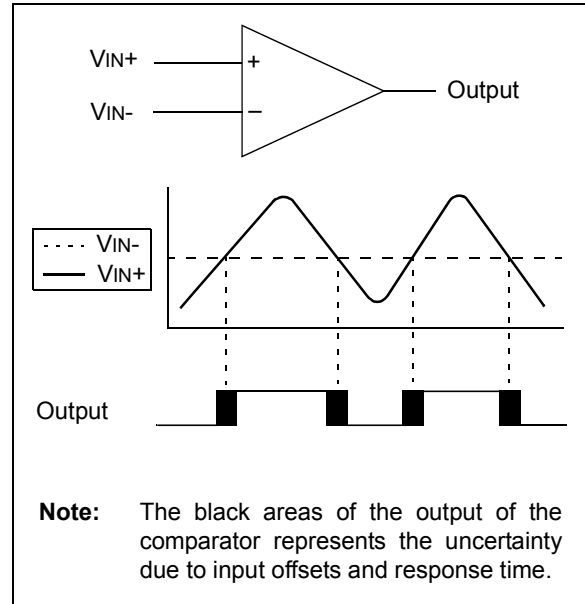 VIN+
+
Output
VIN-
–
VIN-
VIN+
Output
Note: The black areas of the output of the
comparator represents the uncertainty
due to input offsets and response time.